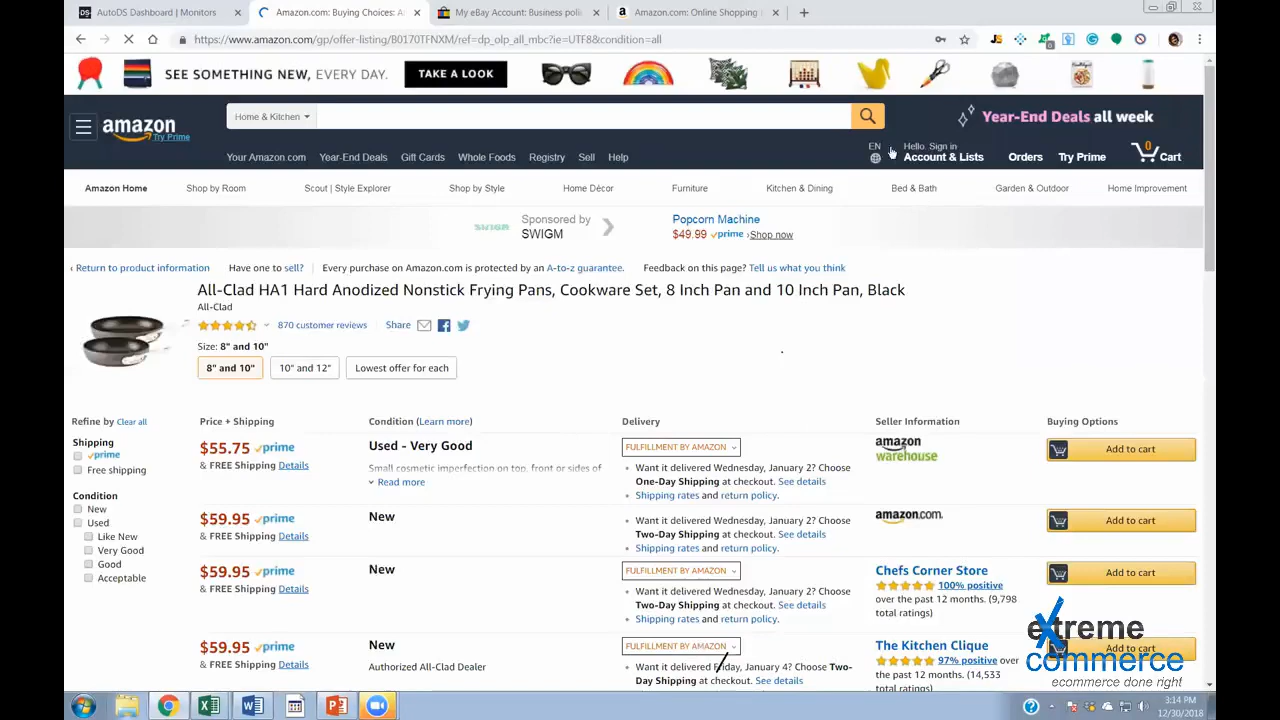 AutoDS Dashboard | Monitors
Amazon.com: Buying Choices: A
My eBay Account: Business poli
Amazon.com: Online Shopping
https://www.amazon.com/gp/offer-listing/B0170TFNXM/ref=dp_olp_all_mbc?ie=UTF8&condition=all
SEE SOMETHING NEW, EVERY DAY.
TAKE A LOOK
amazon
Try Prime
Home & Kitchen
Year-End Deals all week
Your Amazon.com
Year-End Deals
Gift Cards
Whole Foods
Registry
Sell
Help
EN
Hello. Sign in
Account & Lists
Orders
Try Prime
0
Cart
Amazon Home
Shop by Room
Scout | Style Explorer
Shop by Style
Home Décor
Furniture
Kitchen & Dining
Bed & Bath
Garden & Outdoor
Home Improvement
SWIGM
Sponsored by
SWIGM
Popcorn Machine
$49.99 prime ›Shop now
‹ Return to product information
Have one to sell?
Every purchase on Amazon.com is protected by an A-to-z guarantee.
Feedback on this page? Tell us what you think
All-Clad HA1 Hard Anodized Nonstick Frying Pans, Cookware Set, 8 Inch Pan and 10 Inch Pan, Black
All-Clad
870 customer reviews
Share
Size: 8" and 10"
8" and 10"
10" and 12"
Lowest offer for each
Refine by Clear all
Price + Shipping
Condition (Learn more)
Delivery
Seller Information
Buying Options
Shipping
prime
Free shipping
Condition
New
Used
Like New
Very Good
Good
Acceptable
$55.75 prime
& FREE Shipping Details
Used - Very Good
Small cosmetic imperfection on top, front or sides of
Read more
FULFILLMENT BY AMAZON
Want it delivered Wednesday, January 2? Choose
One-Day Shipping at checkout. See details
Shipping rates and return policy.
amazon
warehouse
Add to cart
$59.95 prime
& FREE Shipping Details
New
Want it delivered Wednesday, January 2? Choose
Two-Day Shipping at checkout. See details
Shipping rates and return policy.
amazon.com
Add to cart
$59.95 prime
& FREE Shipping Details
New
FULFILLMENT BY AMAZON
Want it delivered Wednesday, January 2? Choose
Two-Day Shipping at checkout. See details
Shipping rates and return policy.
Chefs Corner Store
100% positive
over the past 12 months. (9,798
total ratings)
Add to cart
$59.95 prime
& FREE Shipping Details
New
Authorized All-Clad Dealer
FULFILLMENT BY AMAZON
Want it delivered Friday, January 4? Choose Two-
Day Shipping at checkout. See details
The Kitchen Clique
97% positive over
the past 12 months. (14,533
total ratings)
Add to cart
extreme
commerce
ecommerce done right
3:14 PM
12/30/2018